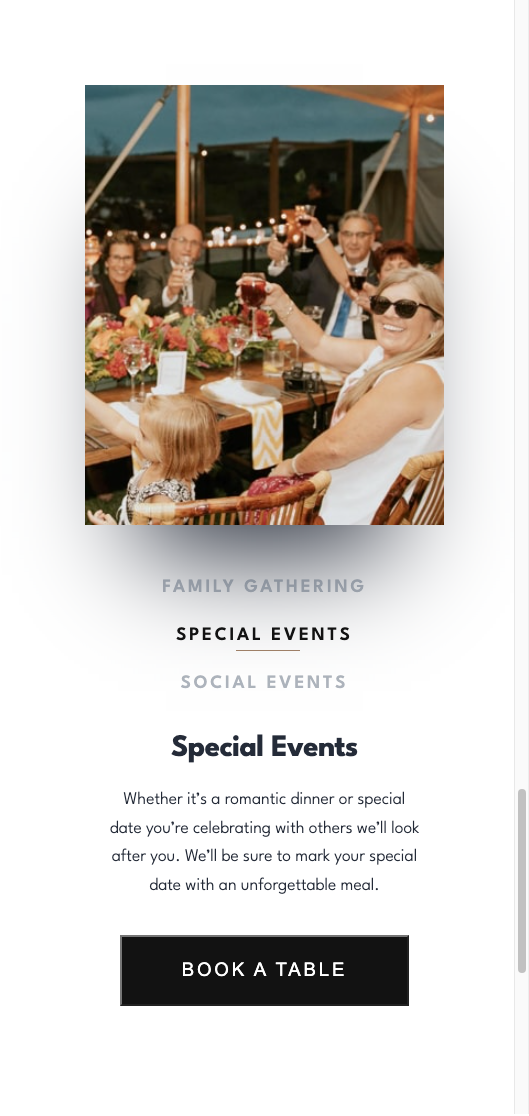 FAMILY GATHERING
SPECIAL EVENTS
SOCIAL EVENTS
Special Events
Whether it’s a romantic dinner or special
date you’re celebrating with others we’ll look
after you. We’ll be sure to mark your special
date with an unforgettable meal.
BOOK A TABLE